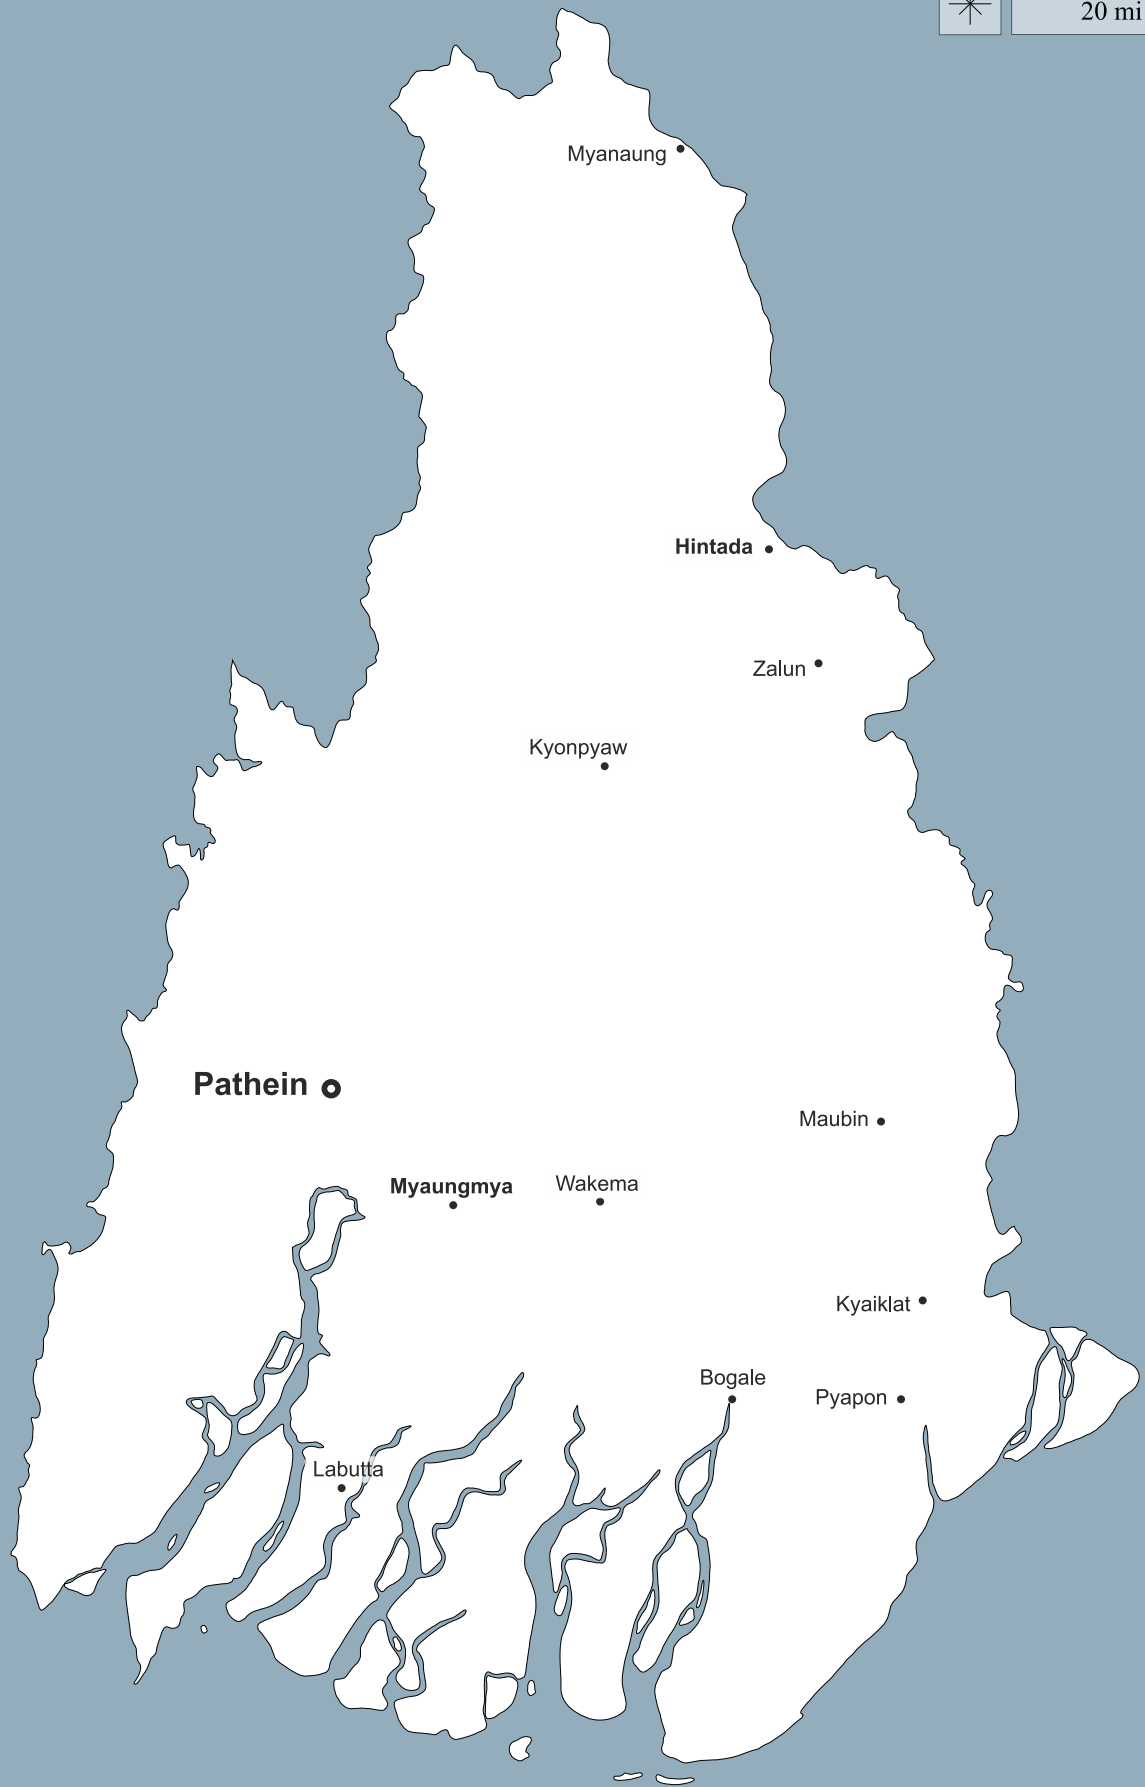 20 mi
Myanaung
Hintada
Zalun
Kyonpyaw
Pathein
Maubin
Myaungmya
Wakema
Kyaiklat
Bogale
Pyapon
Labutta